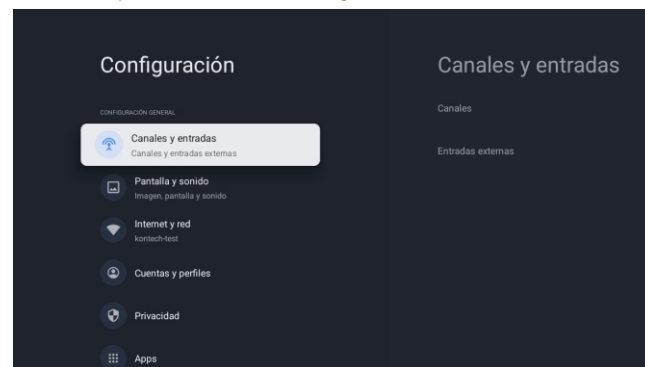 Configuración
CONFIGURACIÓN GENERAL
Canales y entradas
Canales y entradas externas
Pantalla y sonido
Imagen, pantalla y sonido
Internet y red
kontech-test
Cuentas y perfiles
Privacidad
Apps
Canales y entradas
Canales
Entradas externas